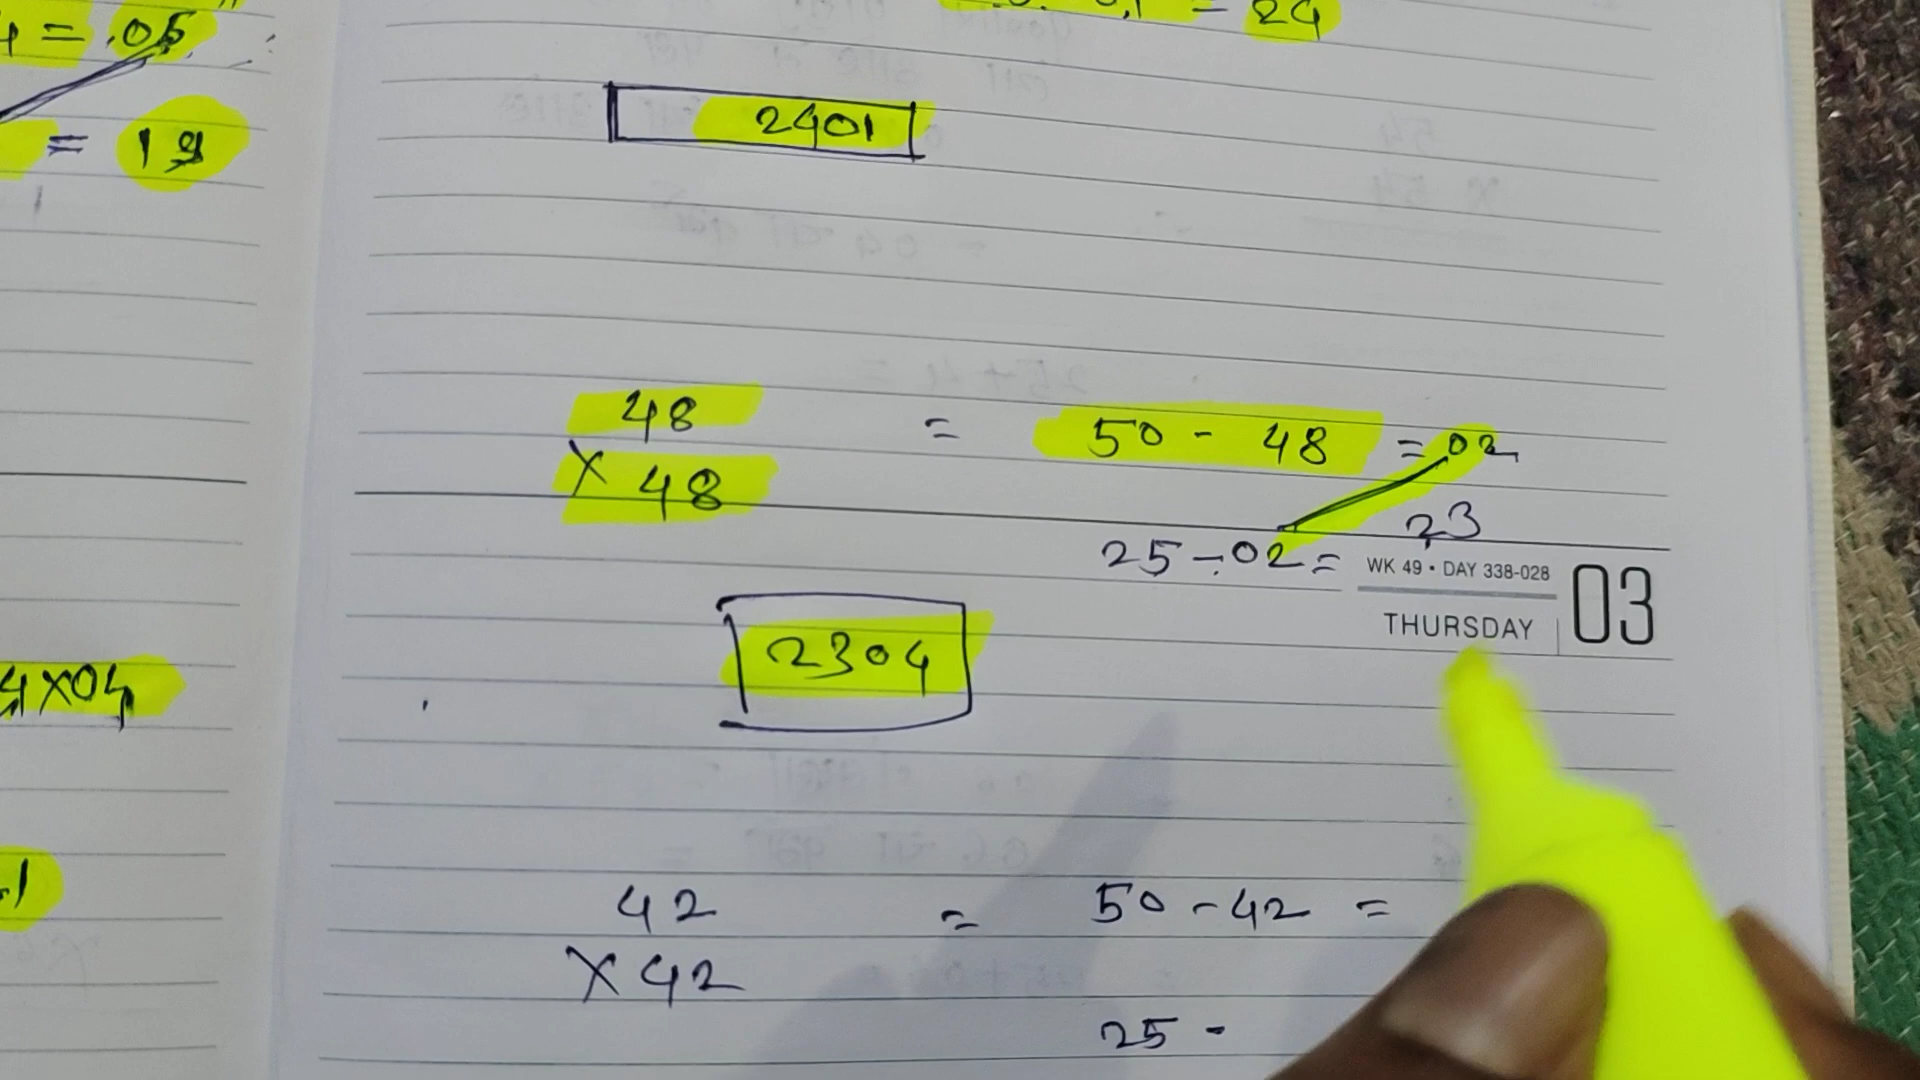 = .05
= 19
4x04
= 24
2401
48 = 50 - 48 = 02
X 48
23
25-02=
WK 49 • DAY 338-028
THURSDAY 03
2304
42 = 50 - 42 =
X 42
25 -